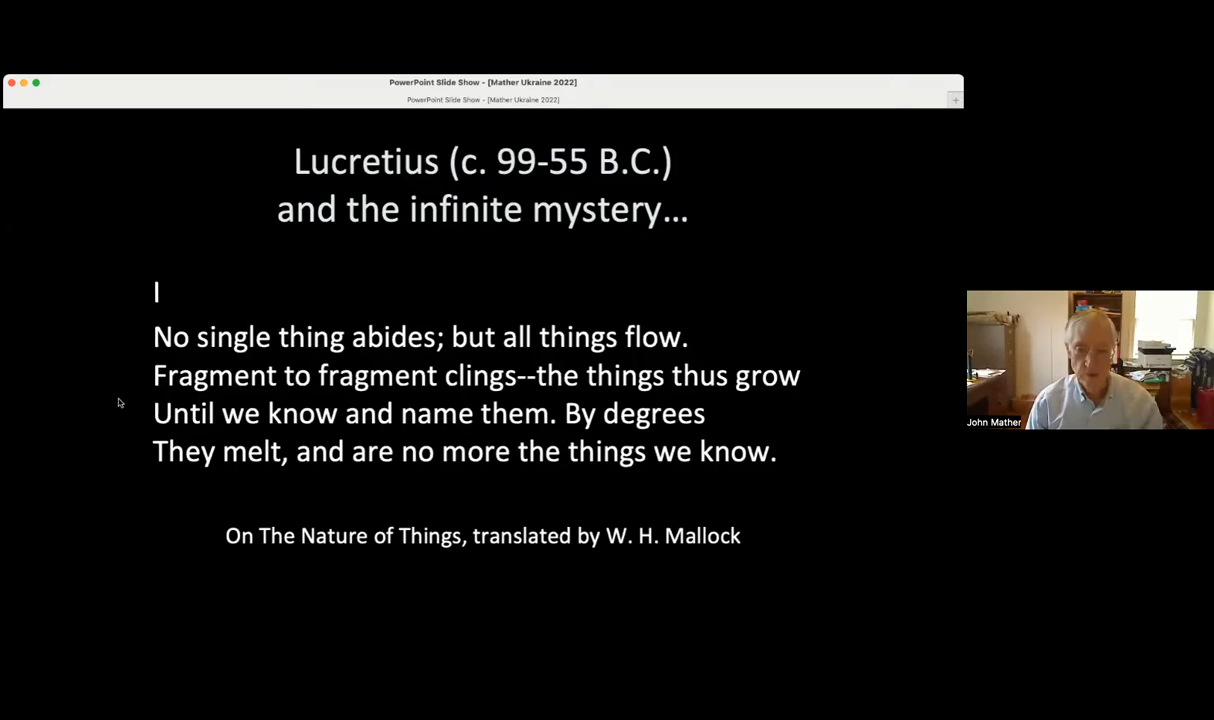 PowerPoint Slide Show - [Mather Ukraine 2022]
PowerPoint Slide Show - [Mather Ukraine 2022]
Lucretius (c. 99-55 B.C.)
and the infinite mystery...
I
No single thing abides; but all things flow.
Fragment to fragment clings--the things thus grow
Until we know and name them. By degrees
They melt, and are no more the things we know.
On The Nature of Things, translated by W. H. Mallock
John Mather